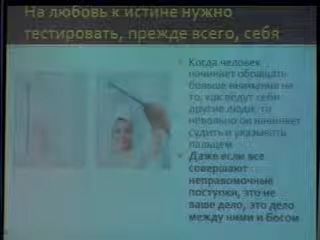 На любовь к истине нужно
тестировать, прежде всего, себя
Когда человек
начинает обращать
больше внимания на
то, как ведут себя
другие люди, то
невольно он начинает
судить и указывать
пальцем
Даже если все
совершают
неправомочные
поступки, это не
ваше дело, это дело
между ними и Богом